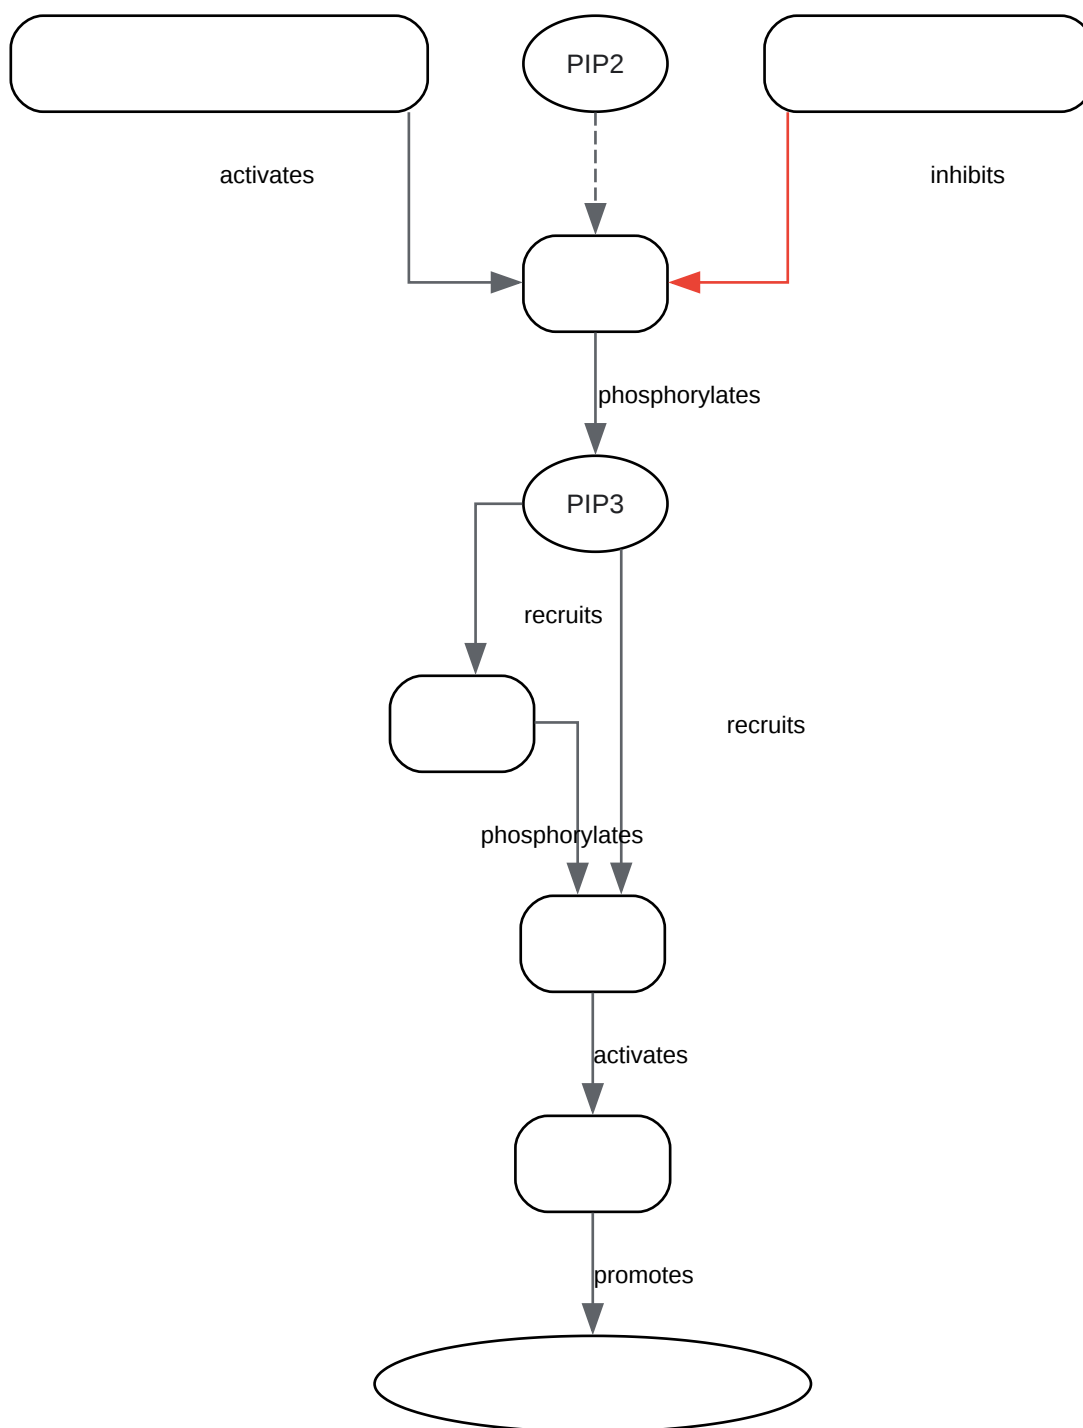 PIP2
activates
inhibits
phosphorylates
PIP3
recruits
recruits
phosphorylates
activates
promotes